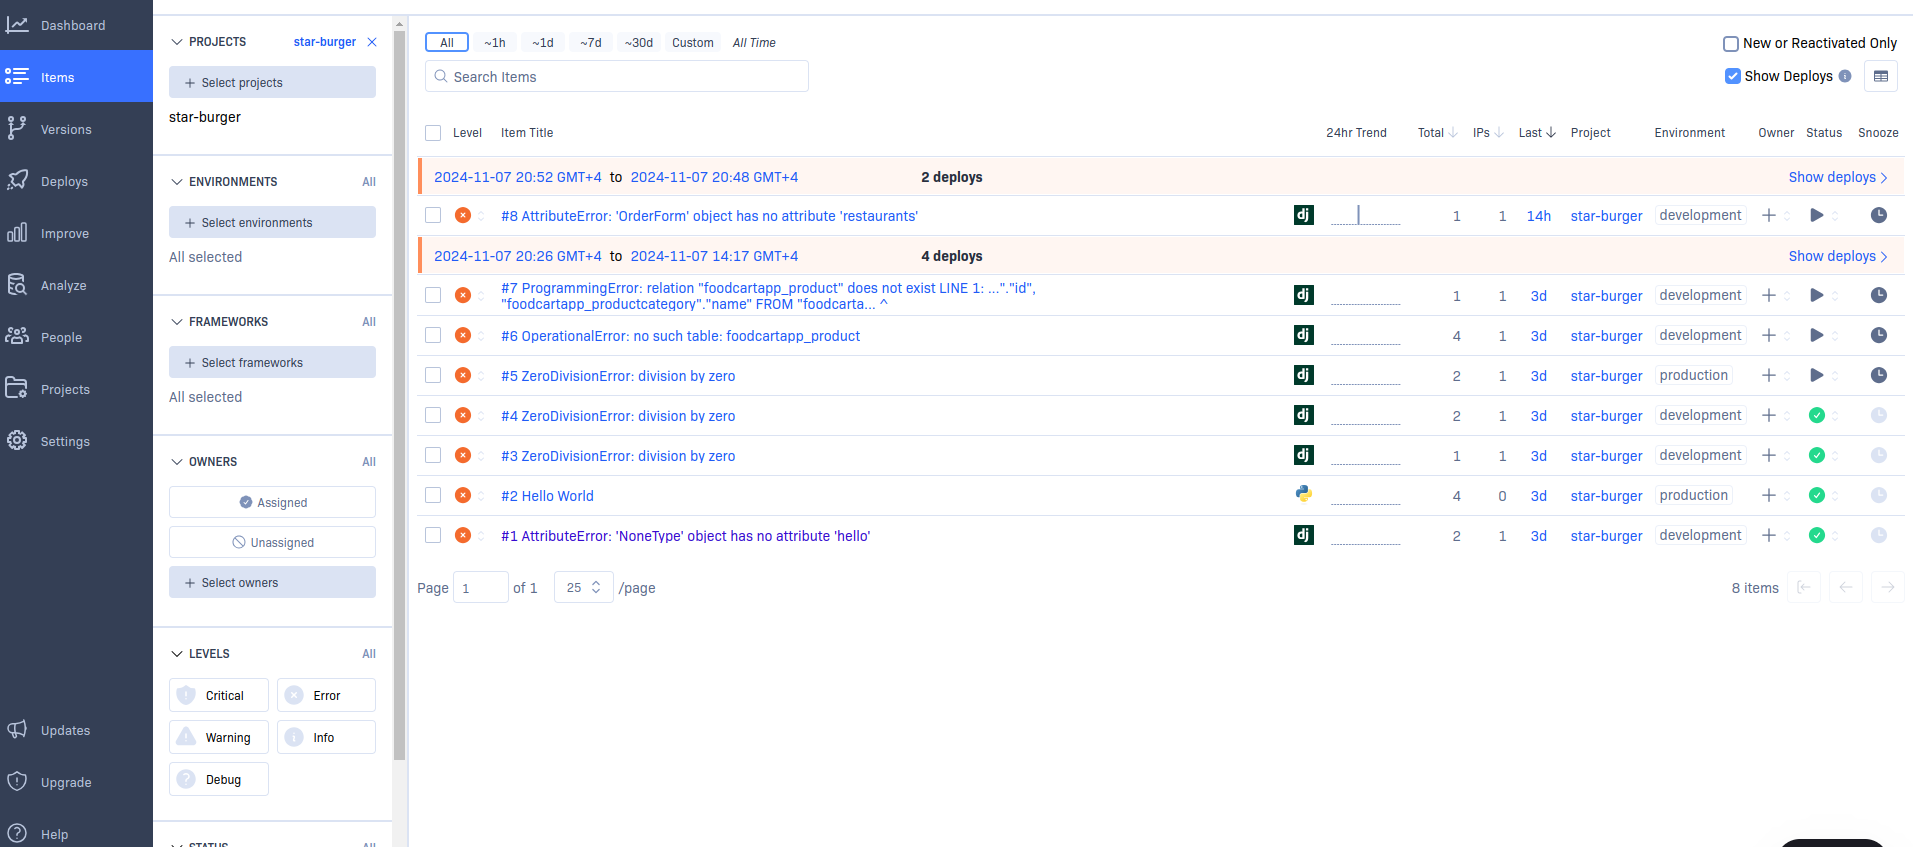 Dashboard
Items
Versions
Deploys
Improve
Analyze
People
Projects
Settings
Updates
Upgrade
Help
PROJECTS star-burger
+ Select projects
star-burger
ENVIRONMENTS All
+ Select environments
All selected
FRAMEWORKS All
+ Select frameworks
All selected
OWNERS All
Assigned
Unassigned
+ Select owners
LEVELS All
Critical Error
Warning Info
Debug
STATUS All
All ~1h ~1d ~7d ~30d Custom All Time
New or Reactivated Only
Search Items
Show Deploys
Level Item Title 24hr Trend Total IPs Last Project Environment Owner Status Snooze
2024-11-07 20:52 GMT+4 to 2024-11-07 20:48 GMT+4 2 deploys Show deploys
#8 AttributeError: 'OrderForm' object has no attribute 'restaurants' dj 1 1 14h star-burger development
2024-11-07 20:26 GMT+4 to 2024-11-07 14:17 GMT+4 4 deploys Show deploys
#7 ProgrammingError: relation "foodcartapp_product" does not exist LINE 1: ..."."id",
"foodcartapp_productcategory"."name" FROM "foodcarta... ^ dj 1 1 3d star-burger development
#6 OperationalError: no such table: foodcartapp_product dj 4 1 3d star-burger development
#5 ZeroDivisionError: division by zero dj 2 1 3d star-burger production
#4 ZeroDivisionError: division by zero dj 2 1 3d star-burger development
#3 ZeroDivisionError: division by zero dj 1 1 3d star-burger development
#2 Hello World 4 0 3d star-burger production
#1 AttributeError: 'NoneType' object has no attribute 'hello' dj 2 1 3d star-burger development
Page 1 of 1 25 /page 8 items